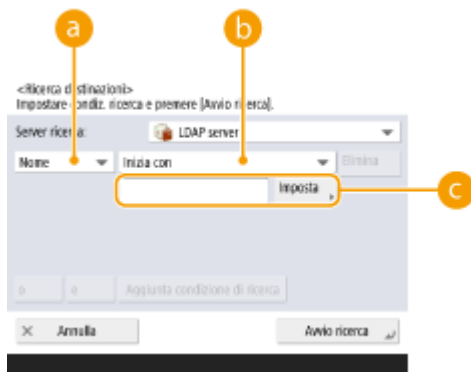 a b
<Ricerca destinazioni>
Impostare condiz. ricerca e premere [Avvio ricerca].
Server ricerca: LDAP server
Nome Inizia con Elimina
Imposta c
o e Aggiunta condizione di ricerca
× Annulla Avvio ricerca